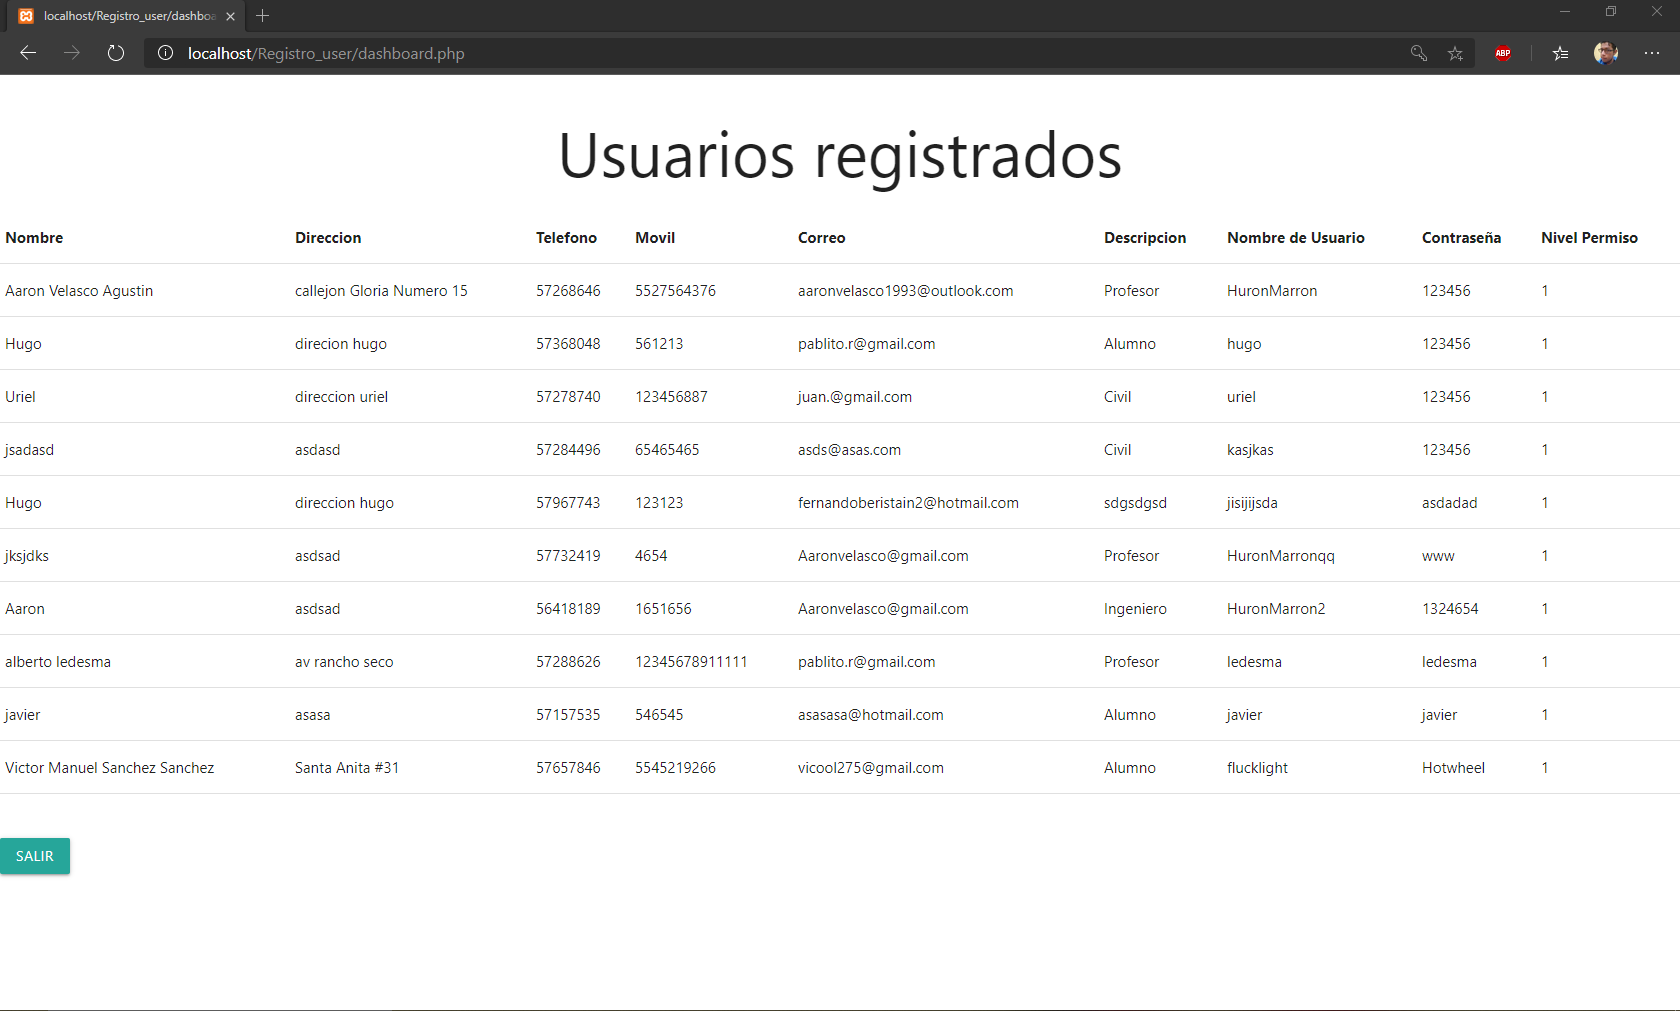 localhost/Registro_user/dashboa
localhost/Registro_user/dashboard.php
ABP
Usuarios registrados
Nombre Direccion Telefono Movil Correo Descripcion Nombre de Usuario Contraseña Nivel Permiso
Aaron Velasco Agustin callejon Gloria Numero 15 57268646 5527564376 aaronvelasco1993@outlook.com Profesor HuronMarron 123456 1
Hugo direcion hugo 57368048 561213 pablito.r@gmail.com Alumno hugo 123456 1
Uriel direccion uriel 57278740 123456887 juan.@gmail.com Civil uriel 123456 1
jsadasd asdasd 57284496 65465465 asds@asas.com Civil kasjkas 123456 1
Hugo direccion hugo 57967743 123123 fernandoberistain2@hotmail.com sdgsdgsd jisijijsda asdadad 1
jksjdks asdsad 57732419 4654 Aaronvelasco@gmail.com Profesor HuronMarronqq www 1
Aaron asdsad 56418189 1651656 Aaronvelasco@gmail.com Ingeniero HuronMarron2 1324654 1
alberto ledesma av rancho seco 57288626 12345678911111 pablito.r@gmail.com Profesor ledesma ledesma 1
javier asasa 57157535 546545 asasasa@hotmail.com Alumno javier javier 1
Victor Manuel Sanchez Sanchez Santa Anita #31 57657846 5545219266 vicool275@gmail.com Alumno flucklight Hotwheel 1
SALIR